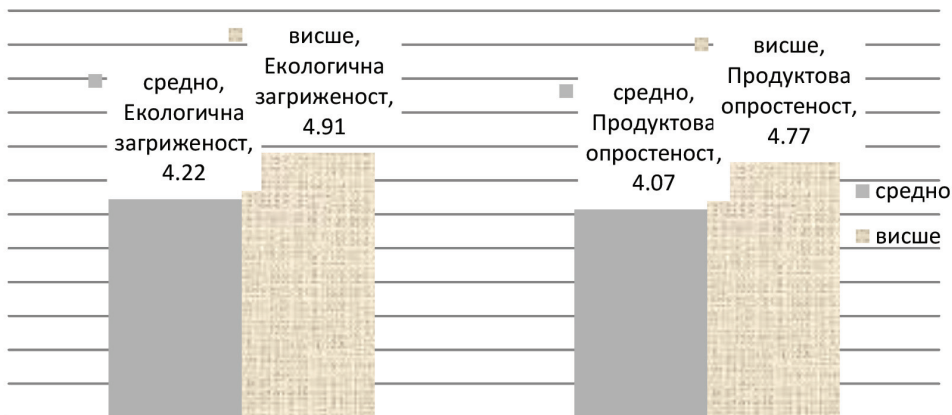 средно,
Екологична
загриженост,
4.22
висше,
Екологична
загриженост,
4.91
средно,
Продуктова
опростеност,
4.07
висше,
Продуктова
опростеност,
4.77
средно
висше